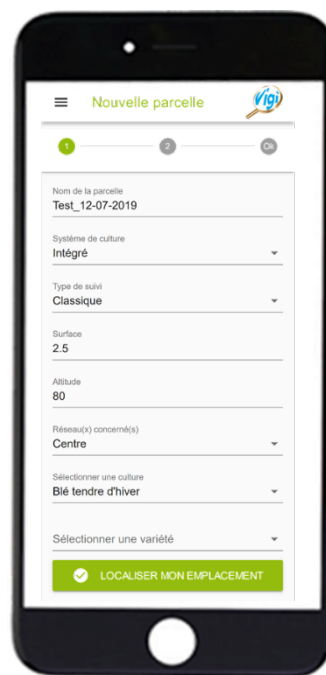 Nouvelle parcelle
Vigi
1
2
Ok
Nom de la parcelle
Test_12-07-2019
Système de culture
Intégré
Type de suivi
Classique
Surface
2.5
Altitude
80
Réseau(x) concerné(s)
Centre
Sélectionner une culture
Blé tendre d'hiver
Sélectionner une variété
LOCALISER MON EMPLACEMENT